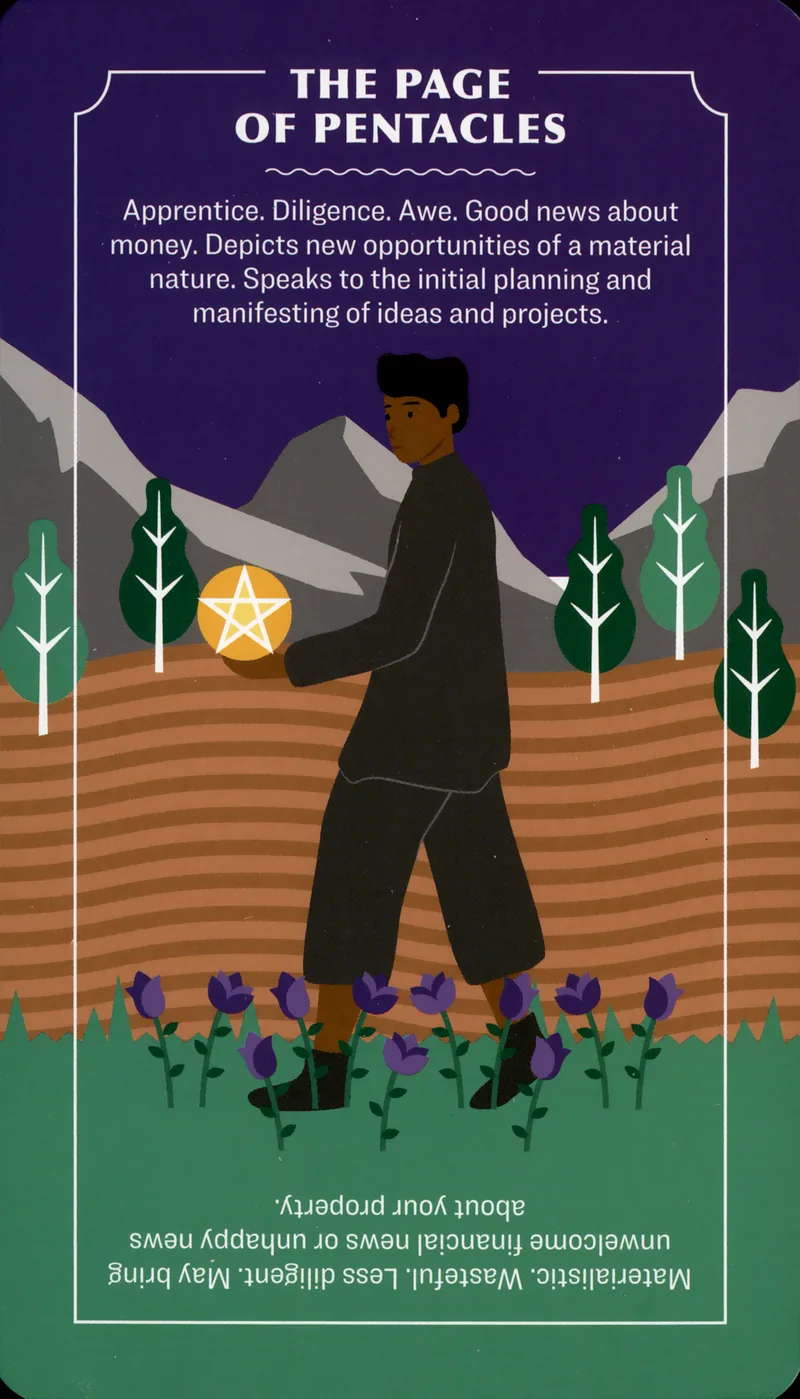 THE PAGE
OF PENTACLES
Apprentice. Diligence. Awe. Good news about
money. Depicts new opportunities of a material
nature. Speaks to the initial planning and
manifesting of ideas and projects.
Materialistic. Wasteful. Less diligent. May bring
unwelcome financial news or unhappy news
about your property.